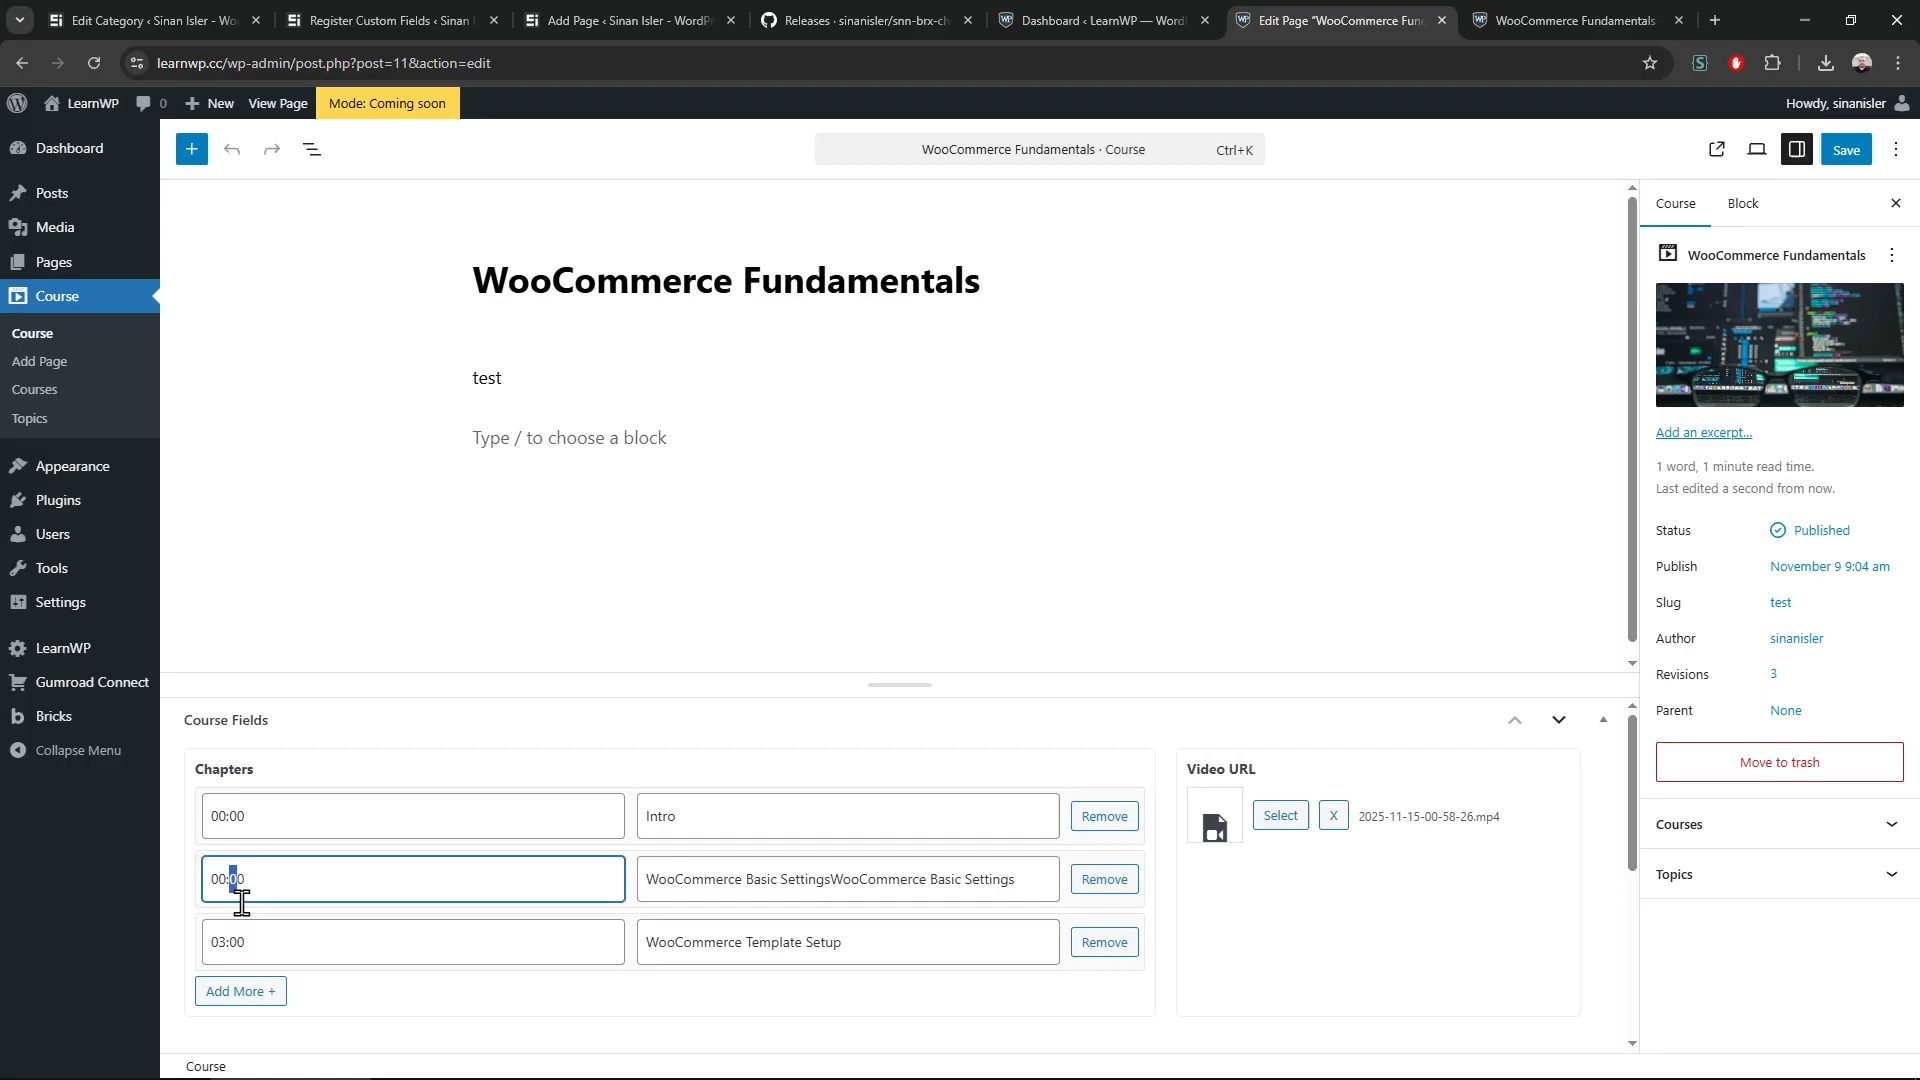 Edit Category ‹ Sinan Isler - Wo
Register Custom Fields ‹ Sinan I
Add Page ‹ Sinan Isler - WordPr
Releases · sinanisler/snn-brx-ch
Dashboard ‹ LearnWP — Word
Edit Page "WooCommerce Fun
WooCommerce Fundamentals
learnwp.cc/wp-admin/post.php?post=11&action=edit
LearnWP
0
New
View Page
Mode: Coming soon
Howdy, sinanisler
Dashboard
Posts
Media
Pages
Course
Course
Add Page
Courses
Topics
Appearance
Plugins
Users
Tools
Settings
LearnWP
Gumroad Connect
Bricks
Collapse Menu
WooCommerce Fundamentals · Course
Ctrl+K
Save
WooCommerce Fundamentals
test
Type / to choose a block
Course Fields
Chapters
00:00
Intro
Remove
00:00
WooCommerce Basic SettingsWooCommerce Basic Settings
Remove
03:00
WooCommerce Template Setup
Remove
Add More +
Video URL
Select
X
2025-11-15-00-58-26.mp4
Course
Course
Block
WooCommerce Fundamentals
Add an excerpt...
1 word, 1 minute read time.
Last edited a second from now.
Status
Published
Publish
November 9 9:04 am
Slug
test
Author
sinanisler
Revisions
3
Parent
None
Move to trash
Courses
Topics